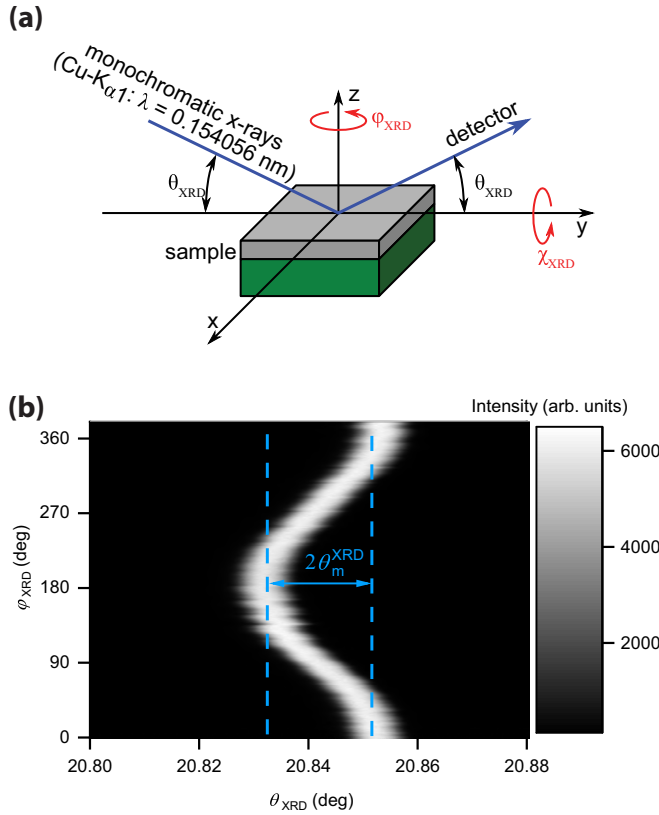 (a)
monochromatic x-rays
(Cu-Kα1: λ = 0.154056 nm)
z
φXRD
detector
θXRD
θXRD
sample
y
χXRD
x
(b)
Intensity (arb. units)
360
270
180
90
0
φXRD (deg)
2θmXRD
6000
4000
2000
20.80
20.82
20.84
20.86
20.88
θXRD (deg)